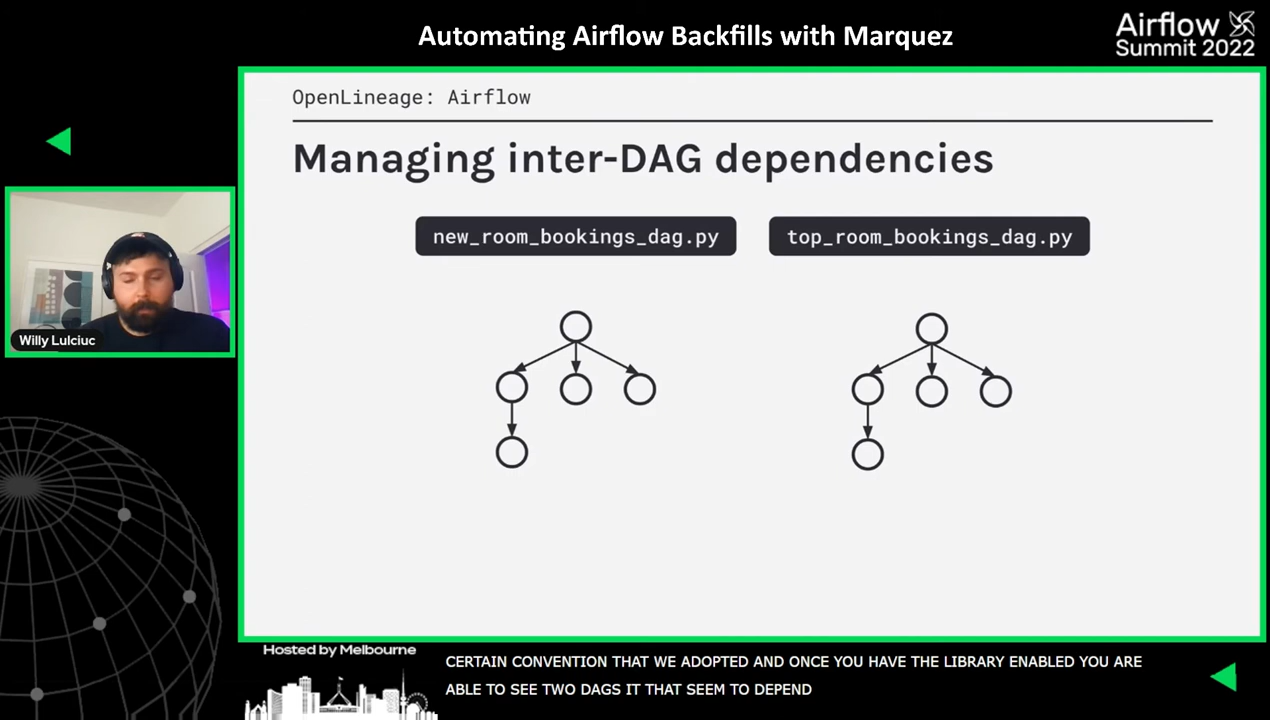 Automating Airflow Backfills with Marquez
Airflow
Summit 2022
OpenLineage: Airflow
Managing inter-DAG dependencies
new_room_bookings_dag.py
top_room_bookings_dag.py
Willy Lulciuc
Hosted by Melbourne
CERTAIN CONVENTION THAT WE ADOPTED AND ONCE YOU HAVE THE LIBRARY ENABLED YOU ARE
ABLE TO SEE TWO DAGS IT THAT SEEM TO DEPEND